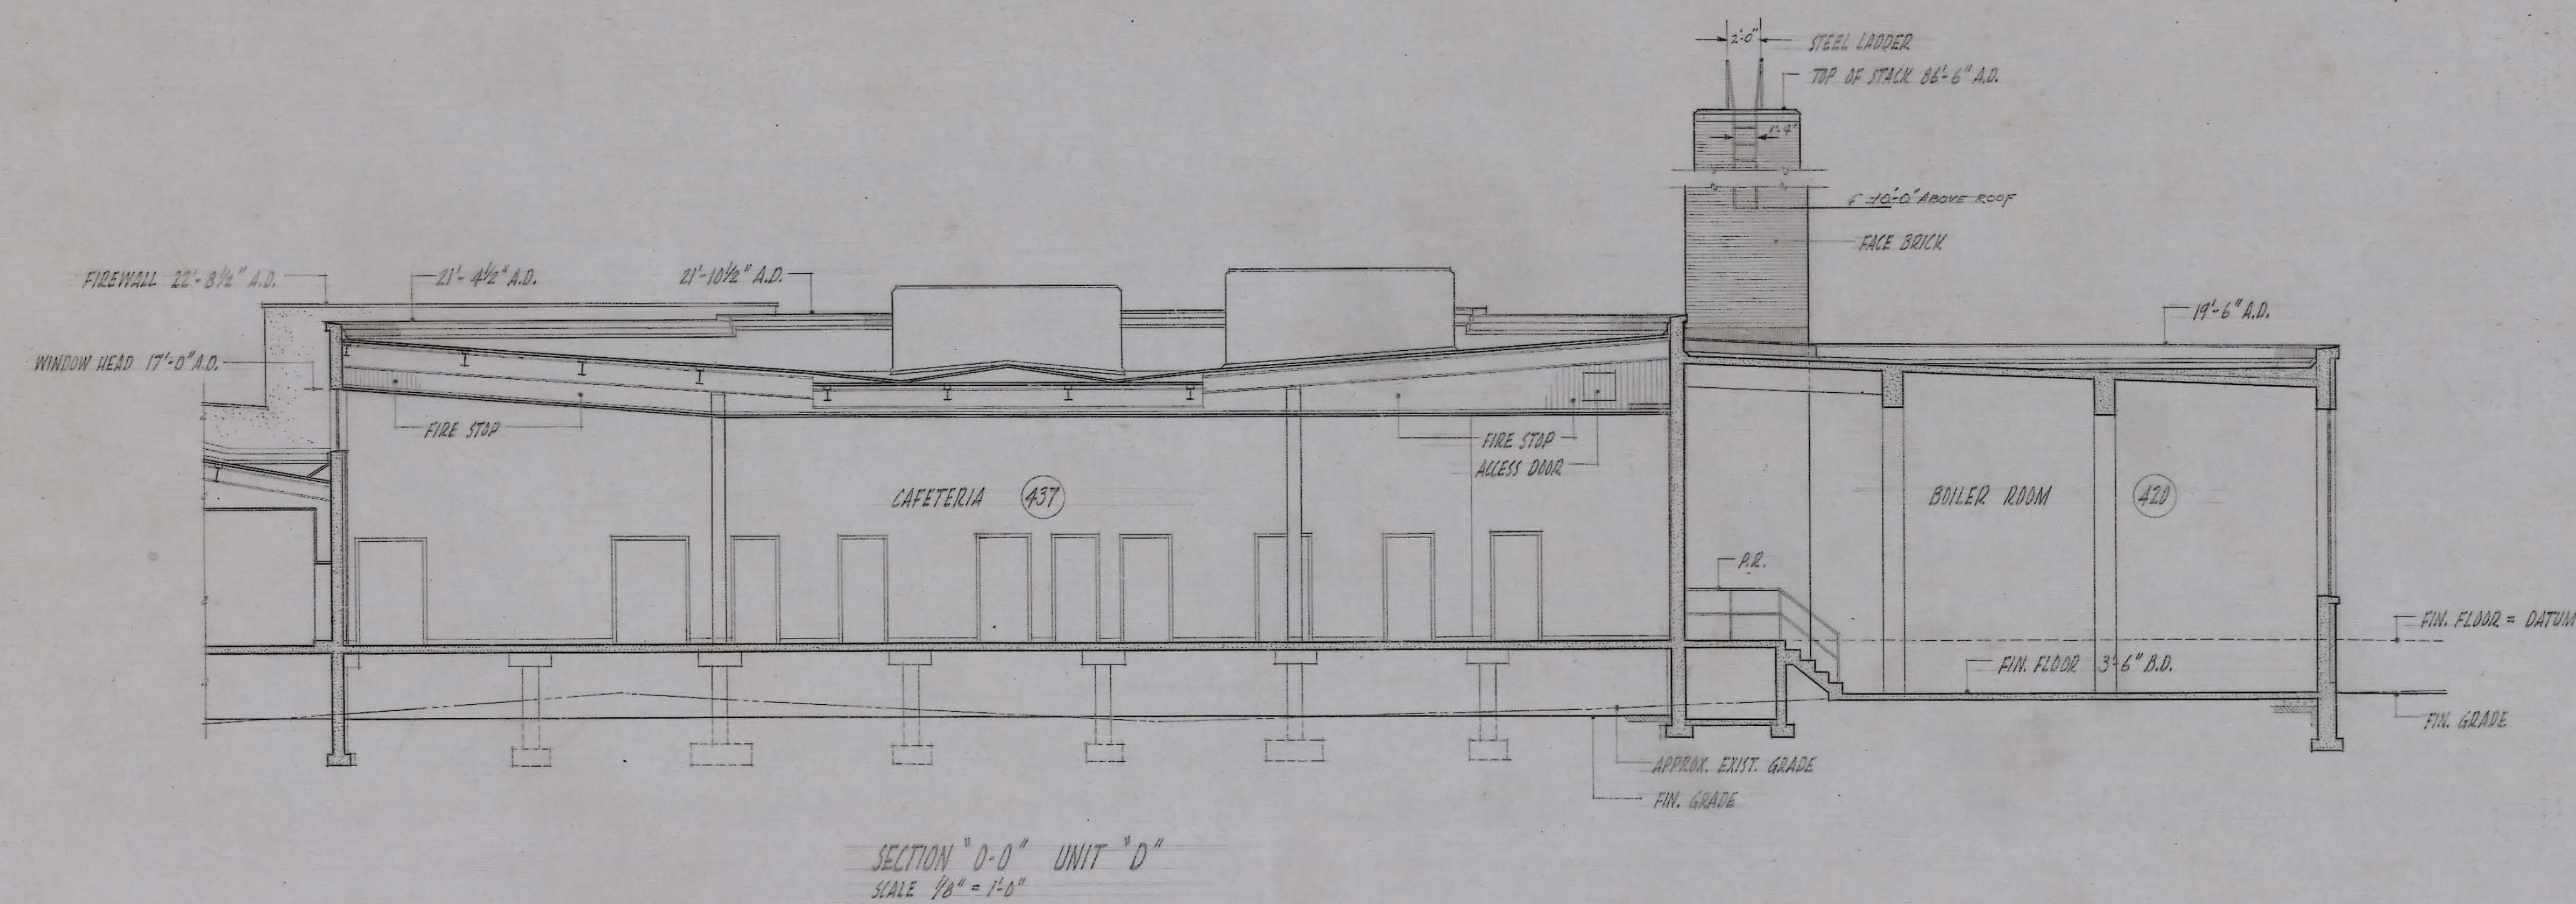 2'-0"
STEEL LADDER
TOP OF STACK 86'-6" A.D.
1'-4"
10'-0" ABOVE ROOF
FACE BRICK
FIREWALL 22'-8½" A.D.
21'-4½" A.D.
21'-10½" A.D.
19'-6" A.D.
WINDOW HEAD 17'-0" A.D.
FIRE STOP
FIRE STOP
ACCESS DOOR
CAFETERIA 437
BOILER ROOM 420
P.R.
FIN. FLOOR = DATUM
FIN. FLOOR 3'-6" B.D.
FIN. GRADE
APPROX. EXIST. GRADE
FIN. GRADE
SECTION "O-O" UNIT "D"
SCALE 1/8" = 1'-0"